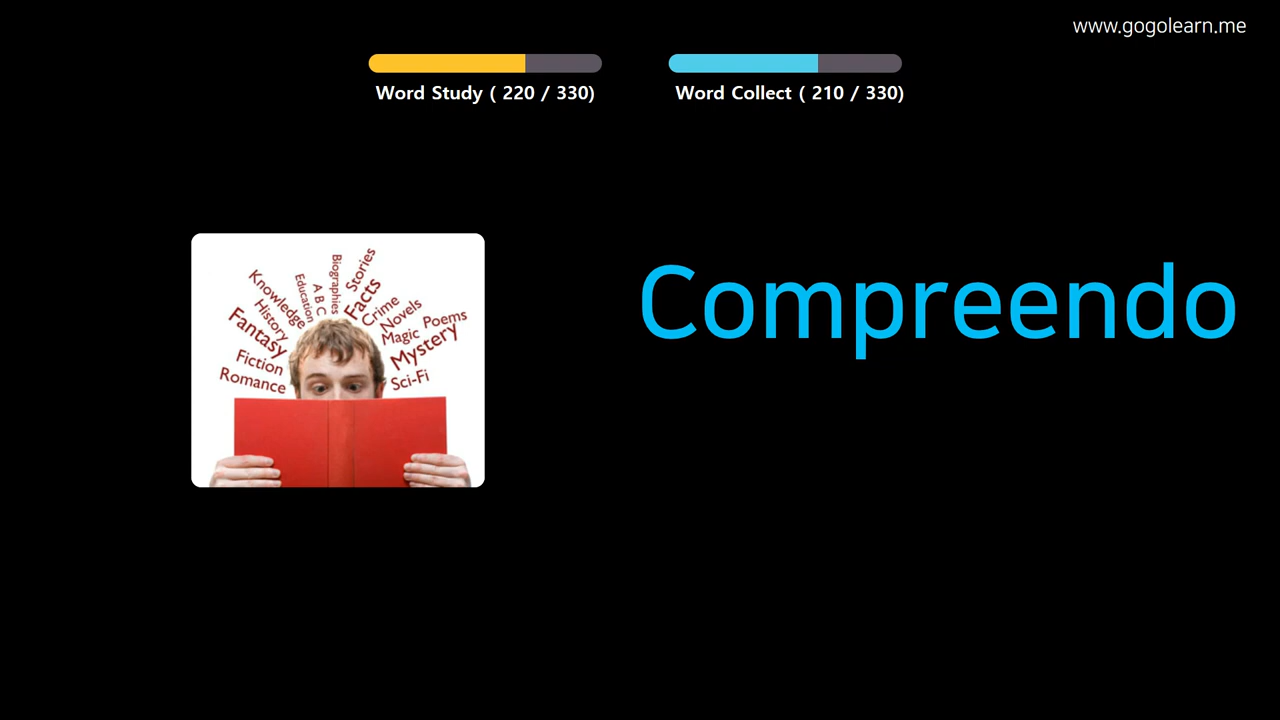 www.gogolearn.me
Word Study ( 220 / 330)
Word Collect ( 210 / 330)
Compreendo
Knowledge
History
Fantasy
Fiction
Romance
Education
A B C
Biographies
Stories
Facts
Crime
Novels
Magic
Poems
Mystery
Sci-Fi